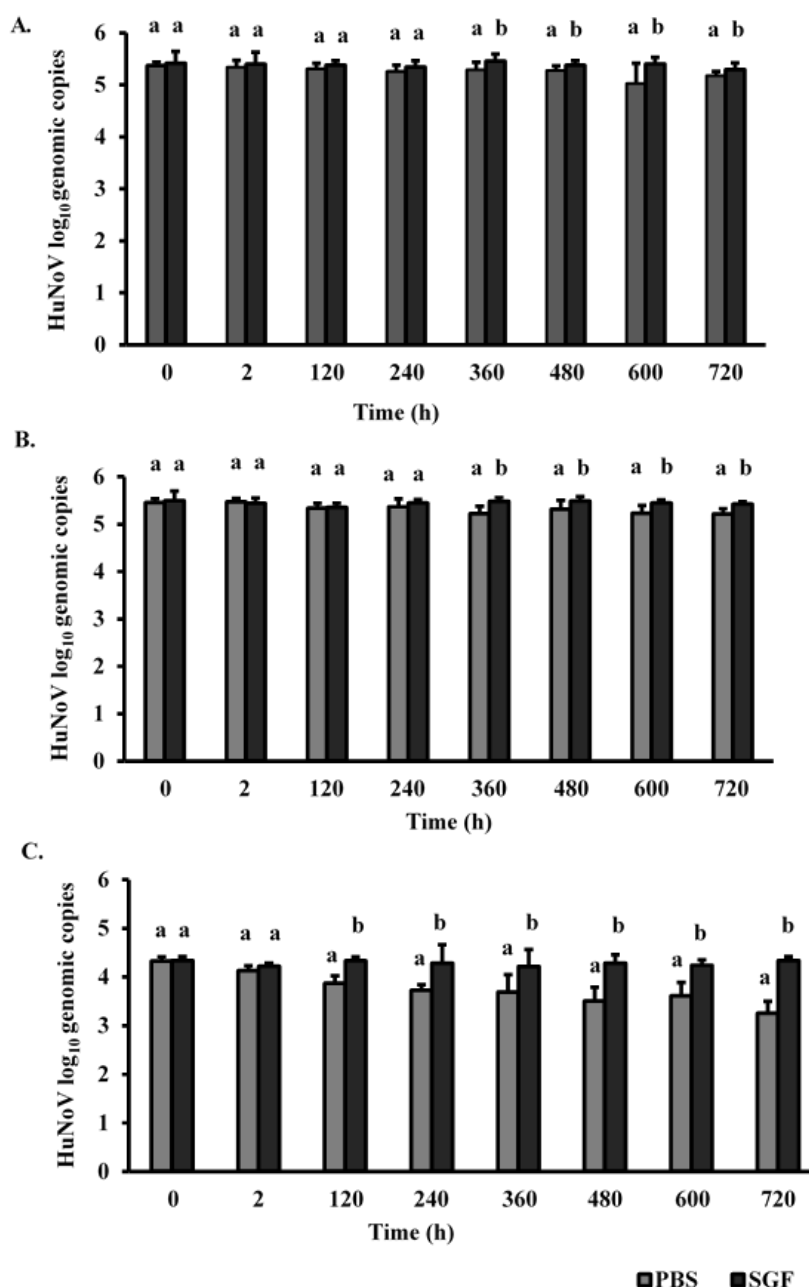 A.
a a a a a a a a a b a b a b a b
6
5
4
3
2
1
0
HuNoV log10 genomic copies
0 2 120 240 360 480 600 720
Time (h)
B.
a a a a a a a a a b a b a b a b
6
5
4
3
2
1
0
HuNoV log10 genomic copies
0 2 120 240 360 480 600 720
Time (h)
C.
a a a a a b a b a b a b a b a b
6
5
4
3
2
1
0
HuNoV log10 genomic copies
0 2 120 240 360 480 600 720
Time (h)
PBS SGF